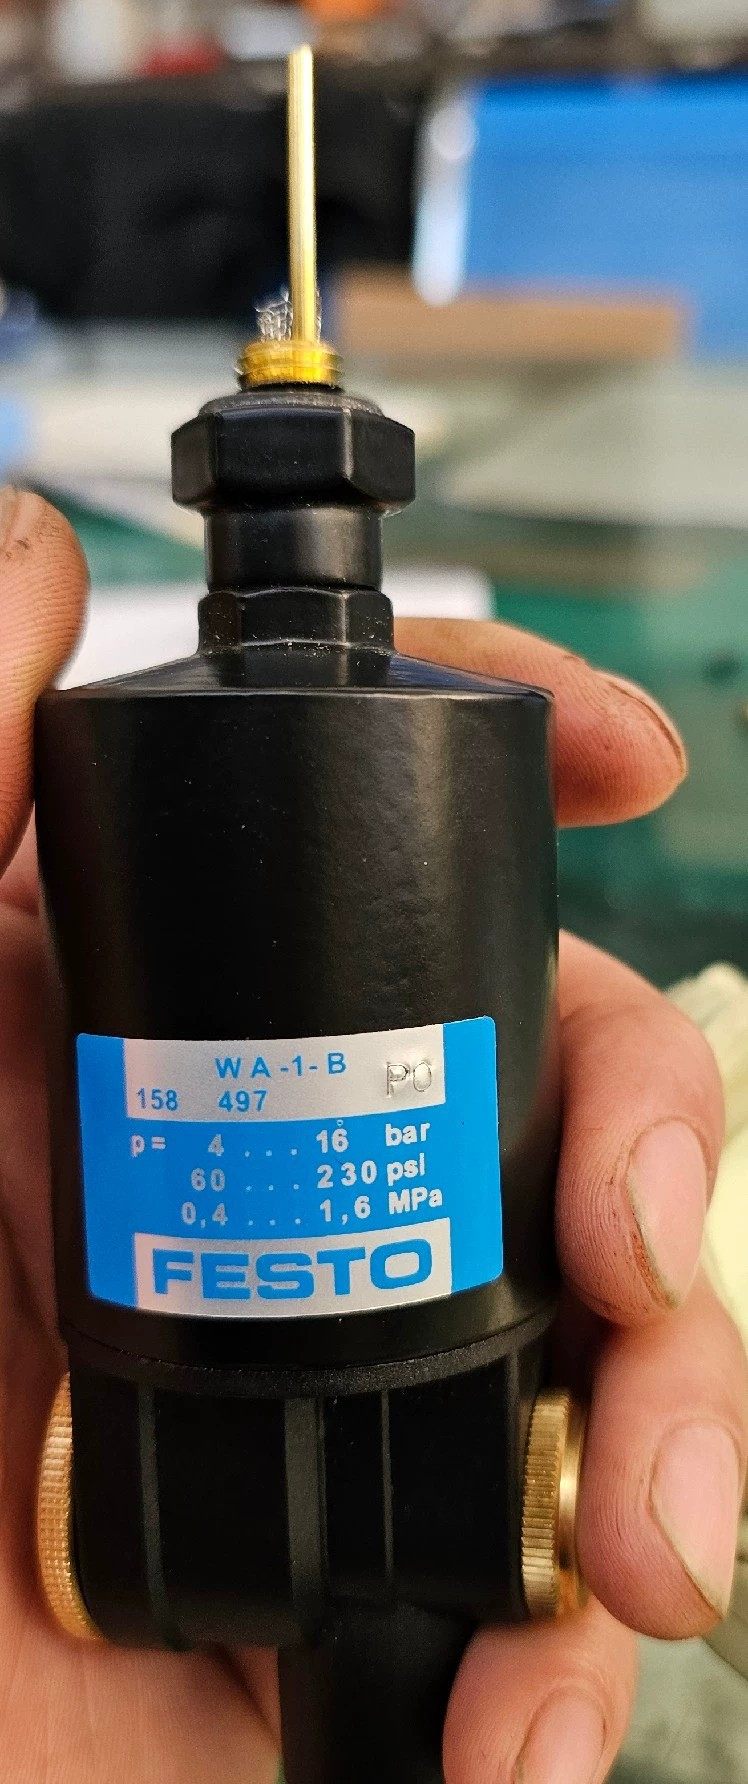 WA-1-B
158 497 PO
p= 4 ... 16 bar
60 ... 230 psi
0,4 ... 1,6 MPa
FESTO